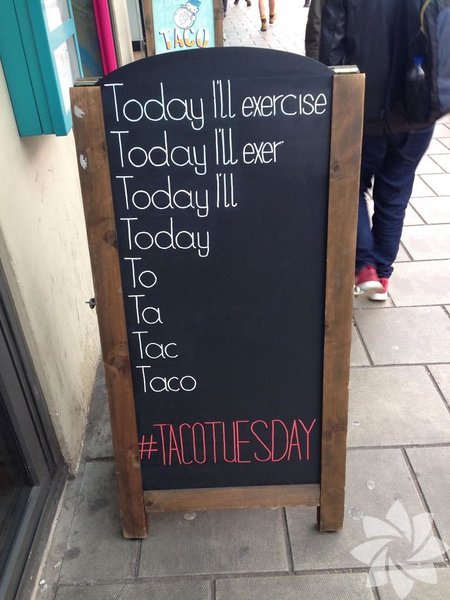 TACO
Today I'll exercise
Today I'll exer
Today I'll
Today
To
Ta
Tac
Taco
#TACOTUESDAY